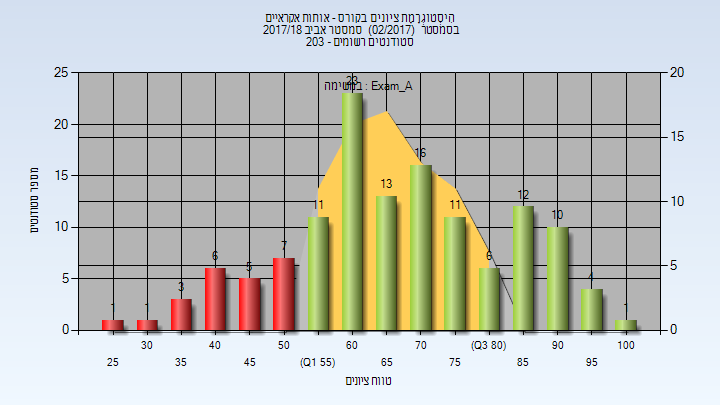 היסטוגרמת ציונים בקורס - אותות אקראיים
בסמסטר (02/2017) סמסטר אביב 2017/18
סטודנטים רשומים - 203
במשימה : Exam_A
25 20
20 15
15 10
10 5
5 0
0
מספר סטודנטים
1 1 3 6 5 7 11 23 13 16 11 6 12 10 4 1
30 40 50 60 70 (Q3 80) 90 100
25 35 45 (Q1 55) 65 75 85 95
טווח ציונים